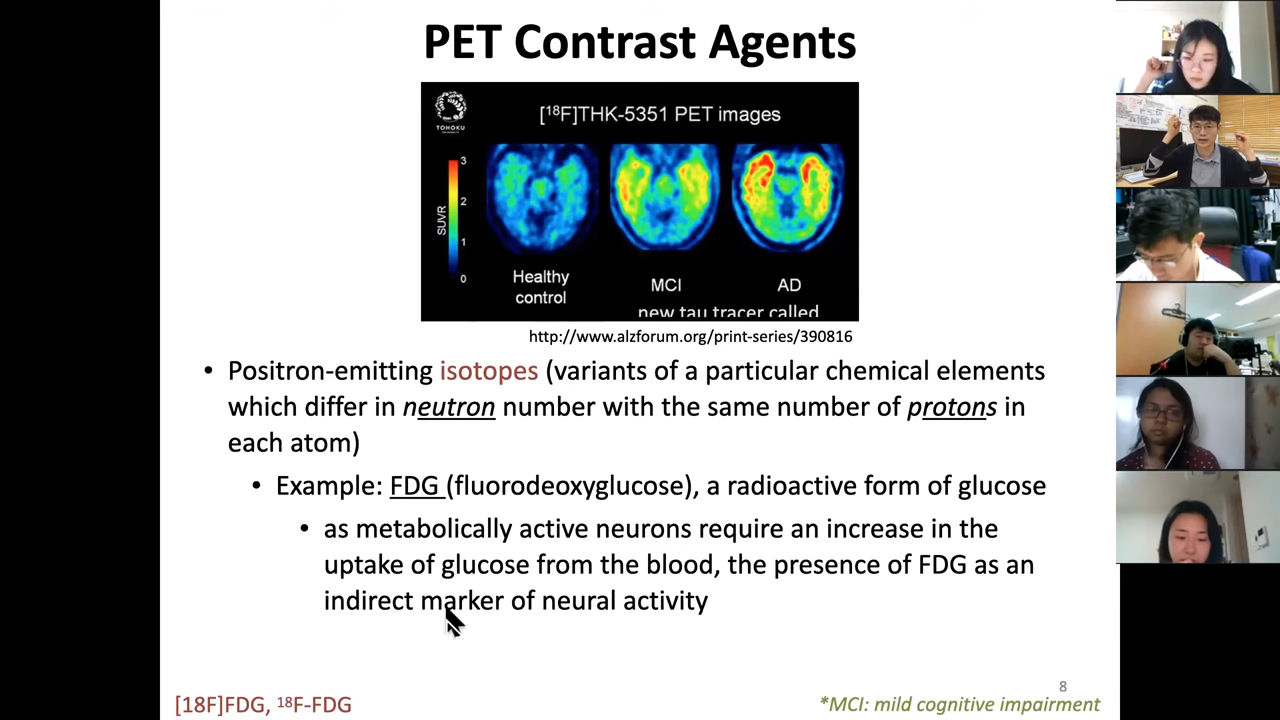 PET Contrast Agents
TOHOKU
UNIVERSITY
[¹⁸F]THK-5351 PET images
SUVR
3
2
1
0
Healthy
control
MCI
AD
new tau tracer called
http://www.alzforum.org/print-series/390816
• Positron-emitting isotopes (variants of a particular chemical elements
which differ in neutron number with the same number of protons in
each atom)
• Example: FDG (fluorodeoxyglucose), a radioactive form of glucose
• as metabolically active neurons require an increase in the
uptake of glucose from the blood, the presence of FDG as an
indirect marker of neural activity
8
[18F]FDG, ¹⁸F-FDG
*MCI: mild cognitive impairment